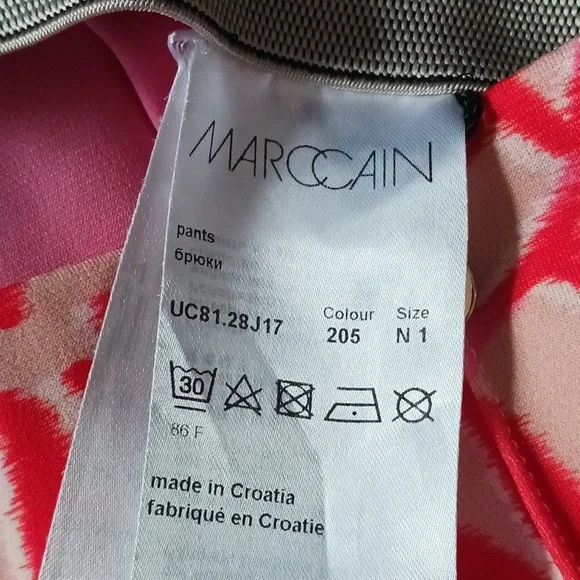 MARCCAIN
pants
брюки
UC81.28J17
Colour
205
Size
N 1
30
86 F
made in Croatia
fabriqué en Croatie